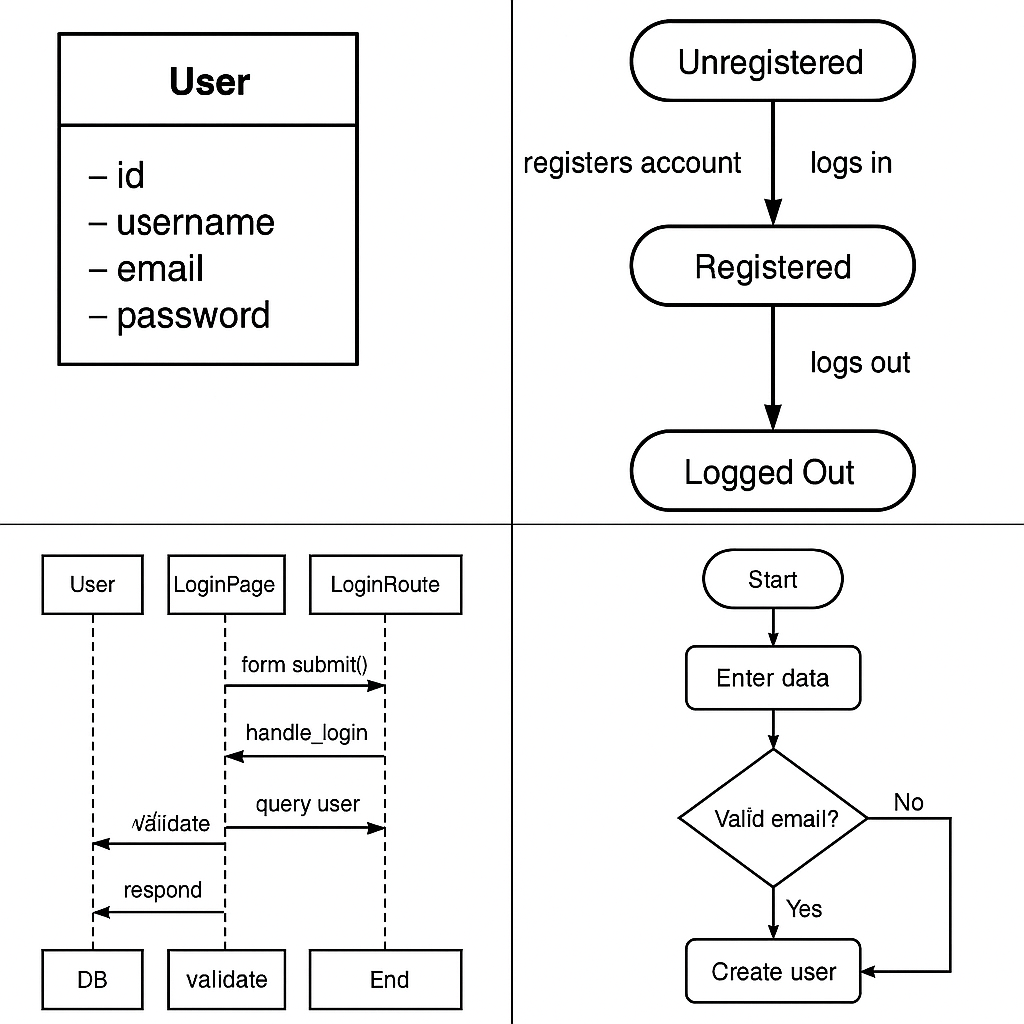 User
– id
– username
– email
– password
Unregistered
registers account
logs in
Registered
logs out
Logged Out
User
LoginPage
LoginRoute
form submit()
handle_login
query user
respond
DB
validate
End
Start
Enter data
Valid email?
No
Yes
Create user